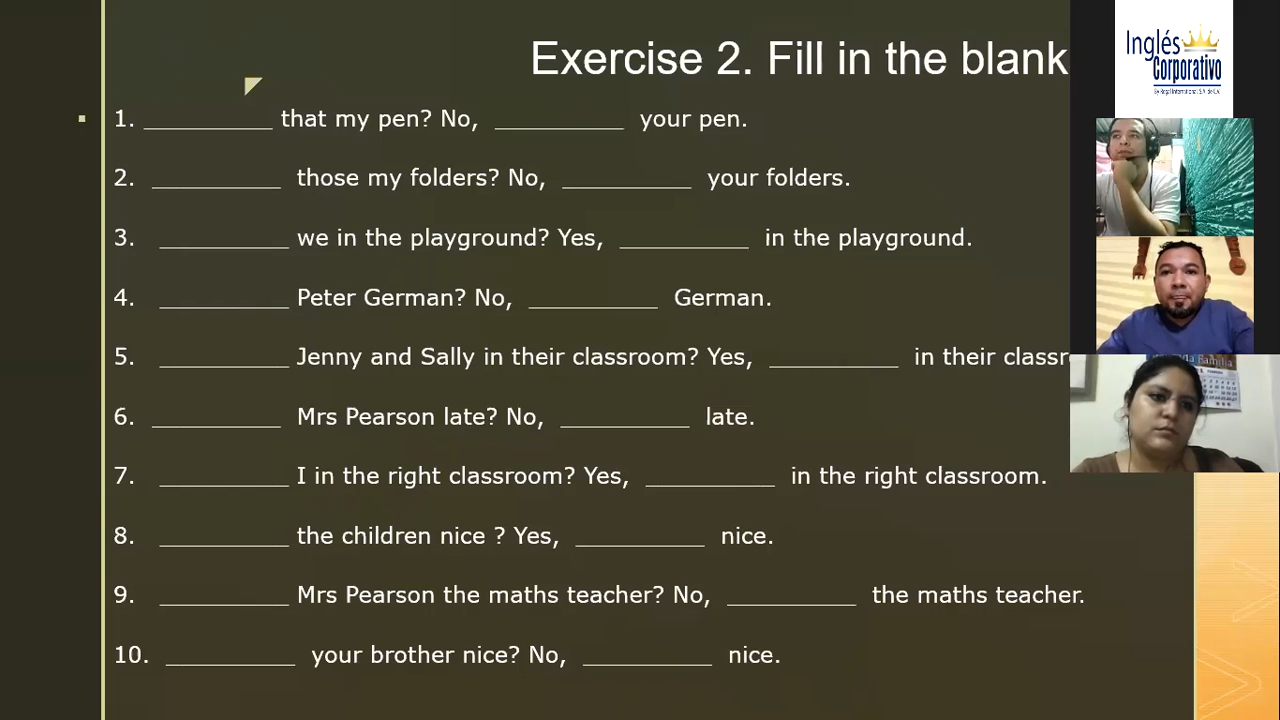 Exercise 2. Fill in the blank
1. __________ that my pen? No, __________ your pen.
2. __________ those my folders? No, __________ your folders.
3. __________ we in the playground? Yes, __________ in the playground.
4. __________ Peter German? No, __________ German.
5. __________ Jenny and Sally in their classroom? Yes, __________ in their classr
6. __________ Mrs Pearson late? No, __________ late.
7. __________ I in the right classroom? Yes, __________ in the right classroom.
8. __________ the children nice ? Yes, __________ nice.
9. __________ Mrs Pearson the maths teacher? No, __________ the maths teacher.
10. __________ your brother nice? No, __________ nice.
Inglés
Corporativo